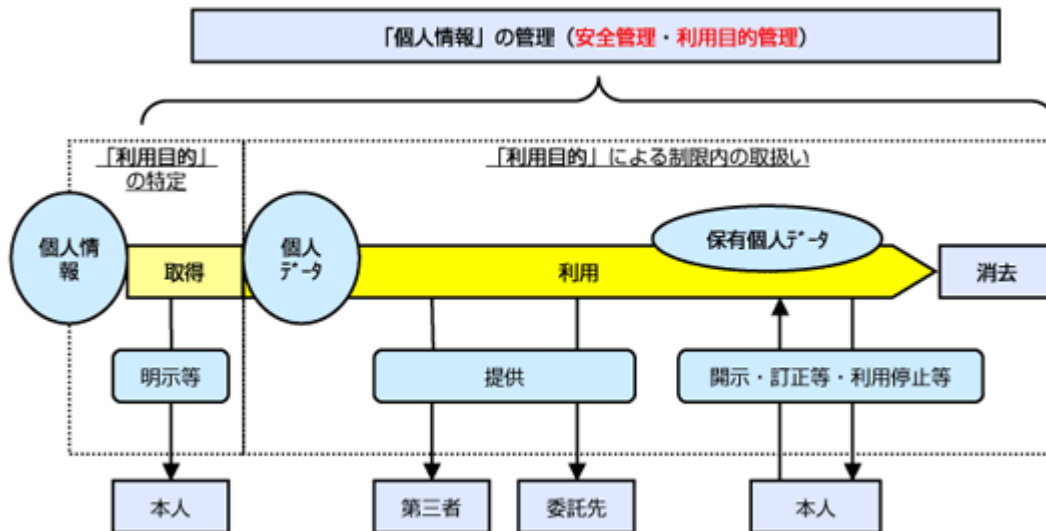 「個人情報」の管理（安全管理・利用目的管理）
「利用目的」
の特定
「利用目的」による制限内の取扱い
個人情
報
取得
個人
ﾃﾞｰﾀ
利用
保有個人ﾃﾞｰﾀ
消去
明示等
提供
開示・訂正等・利用停止等
本人
第三者
委託先
本人